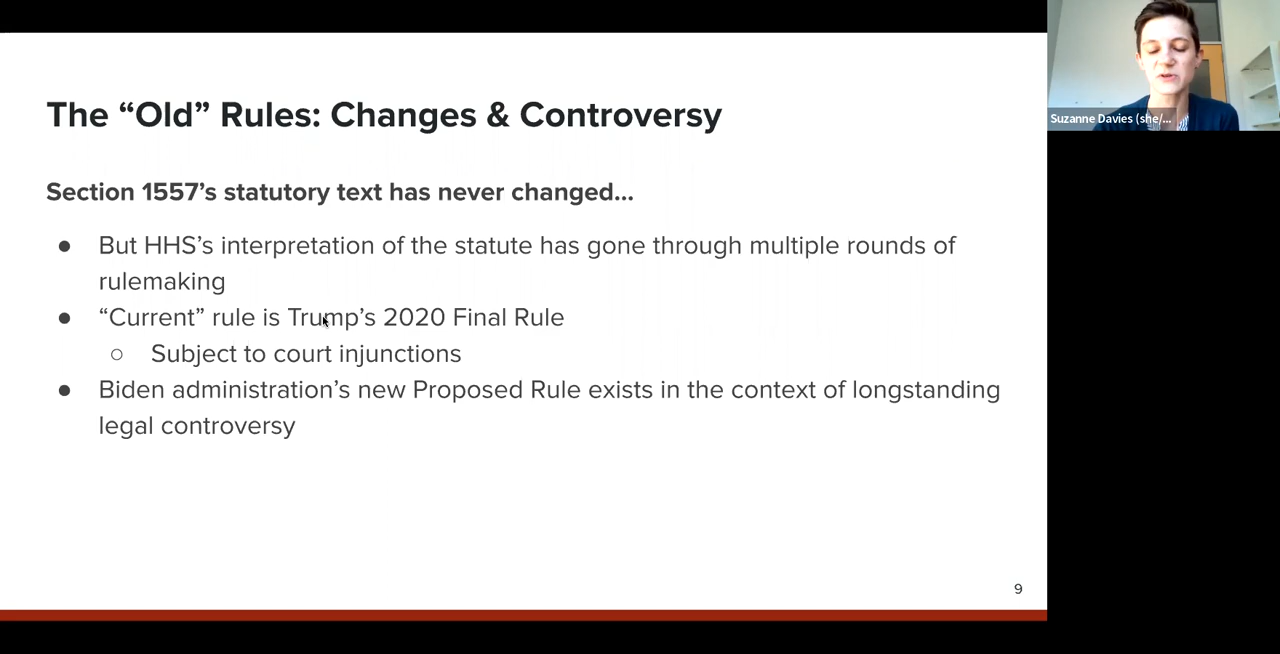 The “Old” Rules: Changes & Controversy
Section 1557’s statutory text has never changed...
● But HHS’s interpretation of the statute has gone through multiple rounds of
rulemaking
● “Current” rule is Trump’s 2020 Final Rule
○ Subject to court injunctions
● Biden administration’s new Proposed Rule exists in the context of longstanding
legal controversy
9
Suzanne Davies (she/...